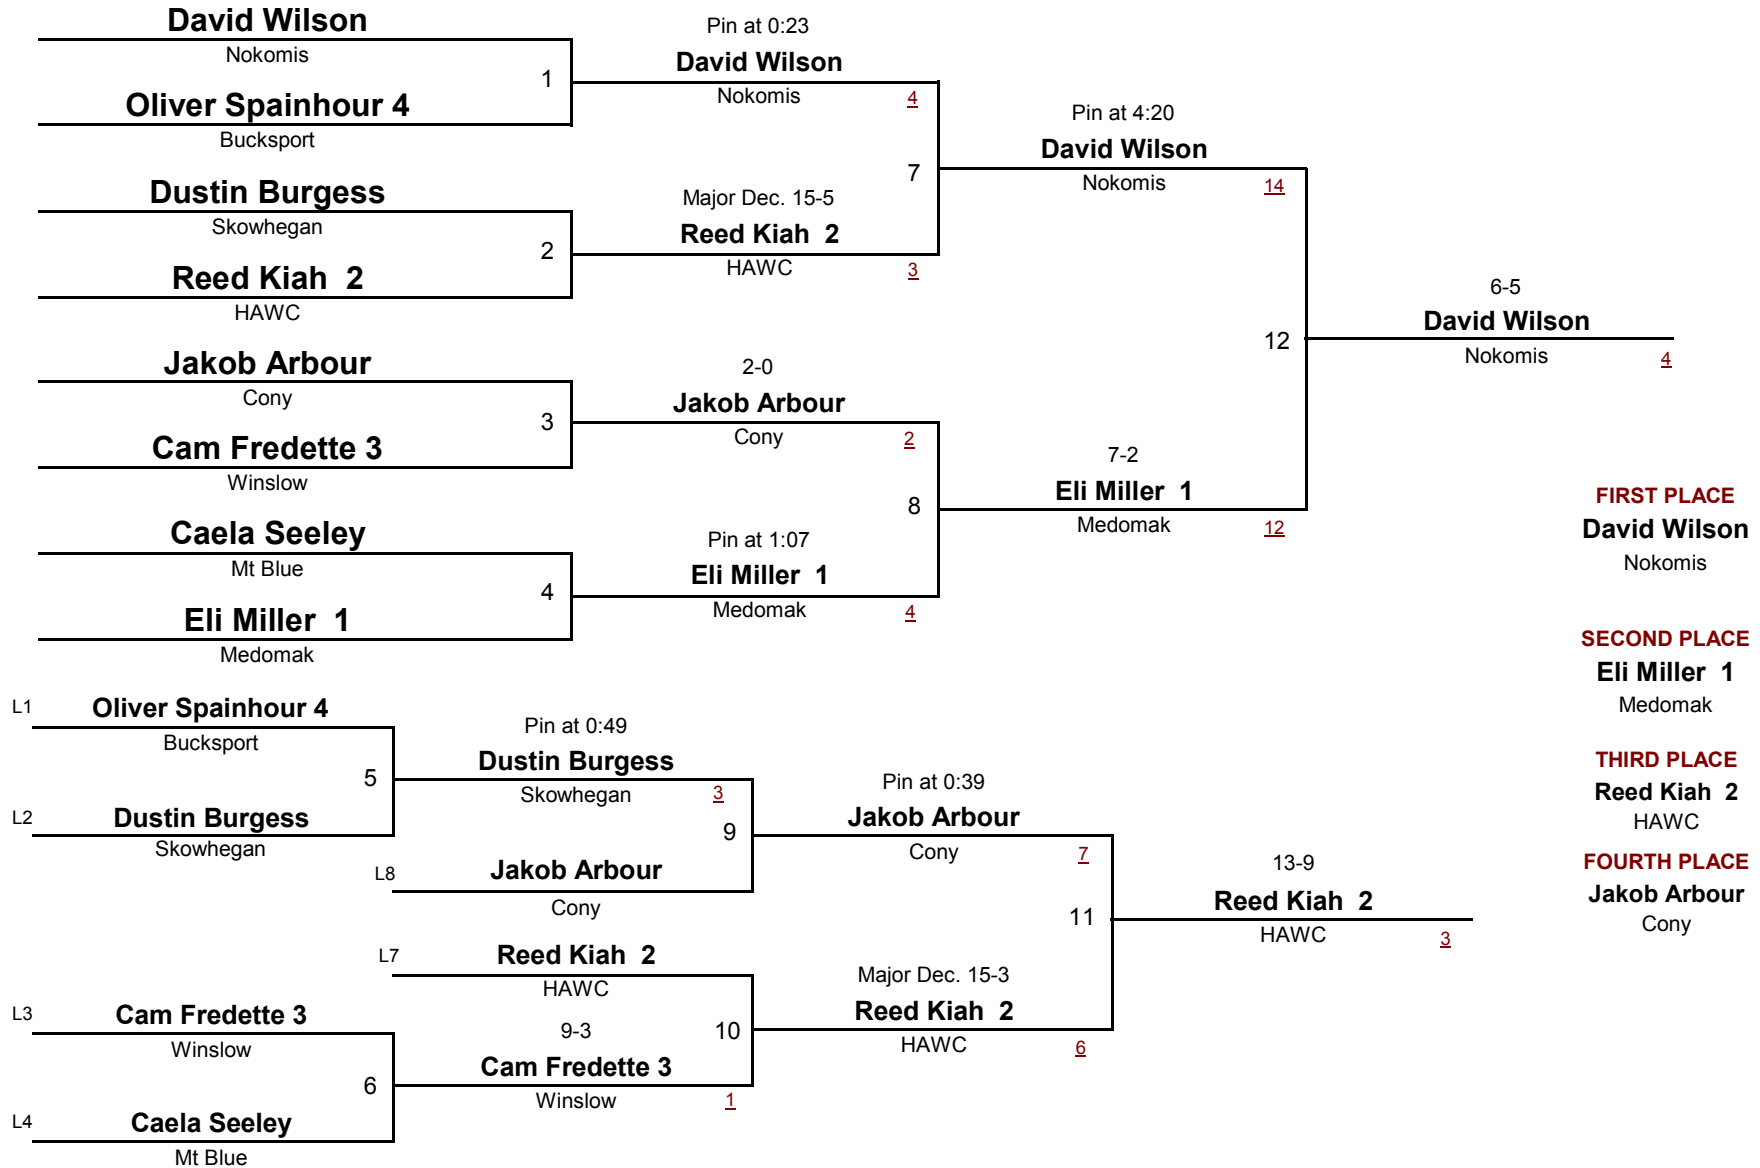 David Wilson
Nokomis
1
Oliver Spainhour 4
Bucksport
Dustin Burgess
Skowhegan
2
Reed Kiah  2
HAWC
Jakob Arbour
Cony
3
Cam Fredette 3
Winslow
Caela Seeley
Mt Blue
4
Eli Miller  1
Medomak
Pin at 0:23
David Wilson
Nokomis
4
7
Major Dec. 15-5
Reed Kiah  2
HAWC
3
2-0
Jakob Arbour
Cony
2
8
Pin at 1:07
Eli Miller  1
Medomak
4
Pin at 4:20
David Wilson
Nokomis
14
12
7-2
Eli Miller  1
Medomak
12
6-5
David Wilson
Nokomis
4
L1
Oliver Spainhour 4
Bucksport
5
L2
Dustin Burgess
Skowhegan
Pin at 0:49
Dustin Burgess
Skowhegan
3
9
L8
Jakob Arbour
Cony
L7
Reed Kiah  2
HAWC
L3
Cam Fredette 3
Winslow
6
L4
Caela Seeley
Mt Blue
9-3
10
Cam Fredette 3
Winslow
1
Pin at 0:39
Jakob Arbour
Cony
7
11
Major Dec. 15-3
Reed Kiah  2
HAWC
6
13-9
Reed Kiah  2
HAWC
3
FIRST PLACE
David Wilson
Nokomis
SECOND PLACE
Eli Miller  1
Medomak
THIRD PLACE
Reed Kiah  2
HAWC
FOURTH PLACE
Jakob Arbour
Cony